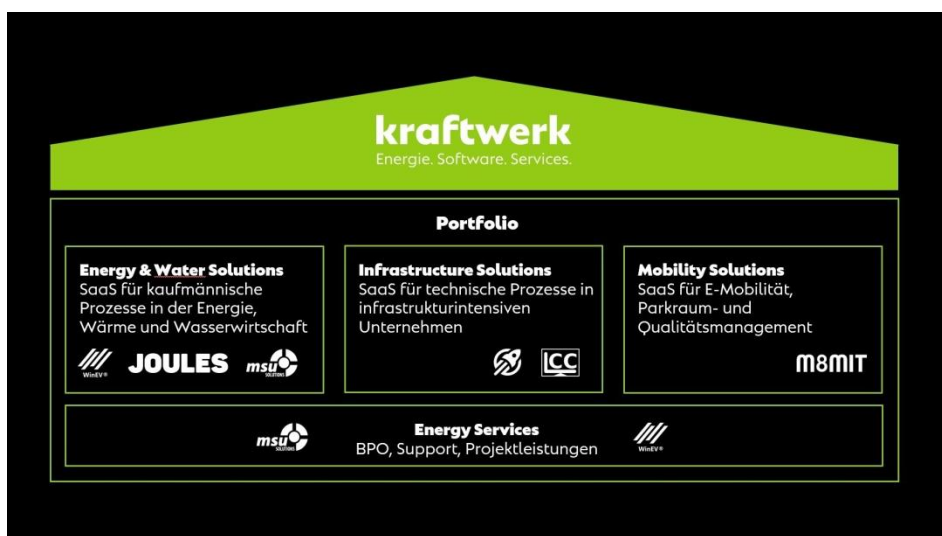 kraftwerk
Energie. Software. Services.
Portfolio
Energy & Water Solutions
SaaS für kaufmännische
Prozesse in der Energie,
Wärme und Wasserwirtschaft
WinEV®
JOULES
msu
SOLUTIONS
Infrastructure Solutions
SaaS für technische Prozesse in
infrastrukturintensiven
Unternehmen
LCC
Mobility Solutions
SaaS für E-Mobilität,
Parkraum- und
Qualitätsmanagement
M8MIT
msu
SOLUTIONS
Energy Services
BPO, Support, Projektleistungen
WinEV®